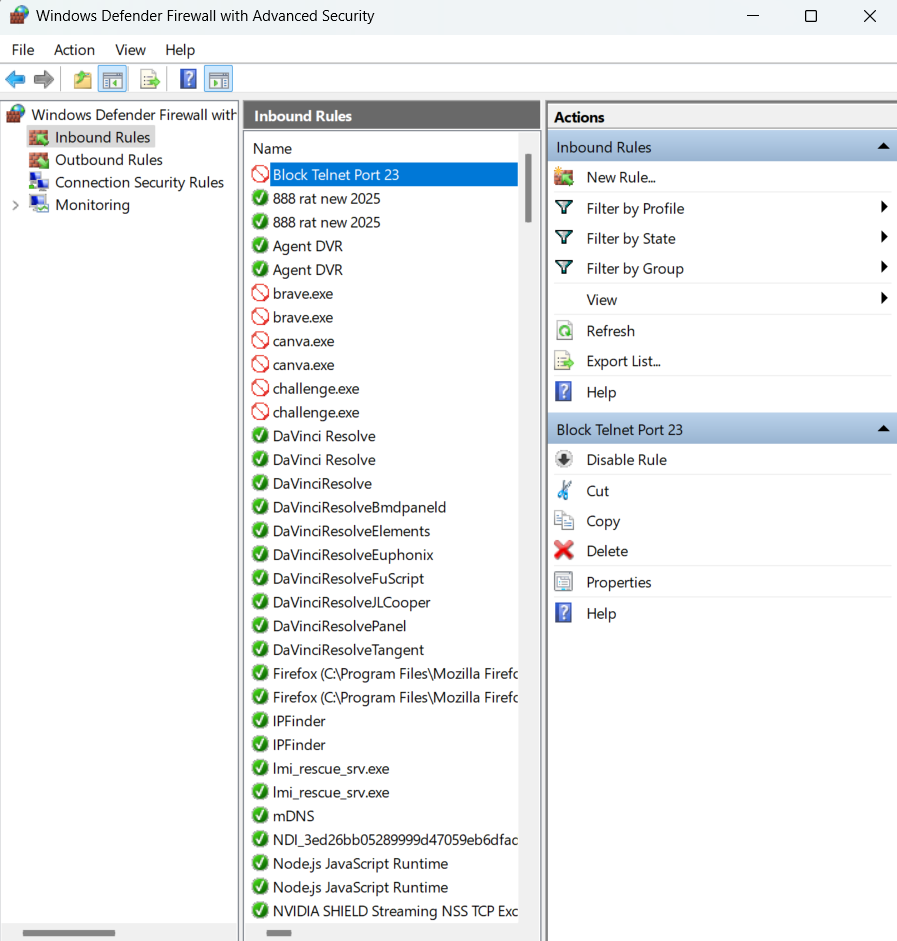 Windows Defender Firewall with Advanced Security
File Action View Help
Windows Defender Firewall with
Inbound Rules
Outbound Rules
Connection Security Rules
Monitoring
Inbound Rules
Name
Block Telnet Port 23
888 rat new 2025
888 rat new 2025
Agent DVR
Agent DVR
brave.exe
brave.exe
canva.exe
canva.exe
challenge.exe
challenge.exe
DaVinci Resolve
DaVinci Resolve
DaVinciResolve
DaVinciResolveBmdpaneld
DaVinciResolveElements
DaVinciResolveEuphonix
DaVinciResolveFuScript
DaVinciResolveJLCooper
DaVinciResolvePanel
DaVinciResolveTangent
Firefox (C:\Program Files\Mozilla Firefo
Firefox (C:\Program Files\Mozilla Firefo
IPFinder
IPFinder
lmi_rescue_srv.exe
lmi_rescue_srv.exe
mDNS
NDI_3ed26bb05289999d47059eb6dfac
Node.js JavaScript Runtime
Node.js JavaScript Runtime
NVIDIA SHIELD Streaming NSS TCP Exc
Actions
Inbound Rules
New Rule...
Filter by Profile
Filter by State
Filter by Group
View
Refresh
Export List...
Help
Block Telnet Port 23
Disable Rule
Cut
Copy
Delete
Properties
Help